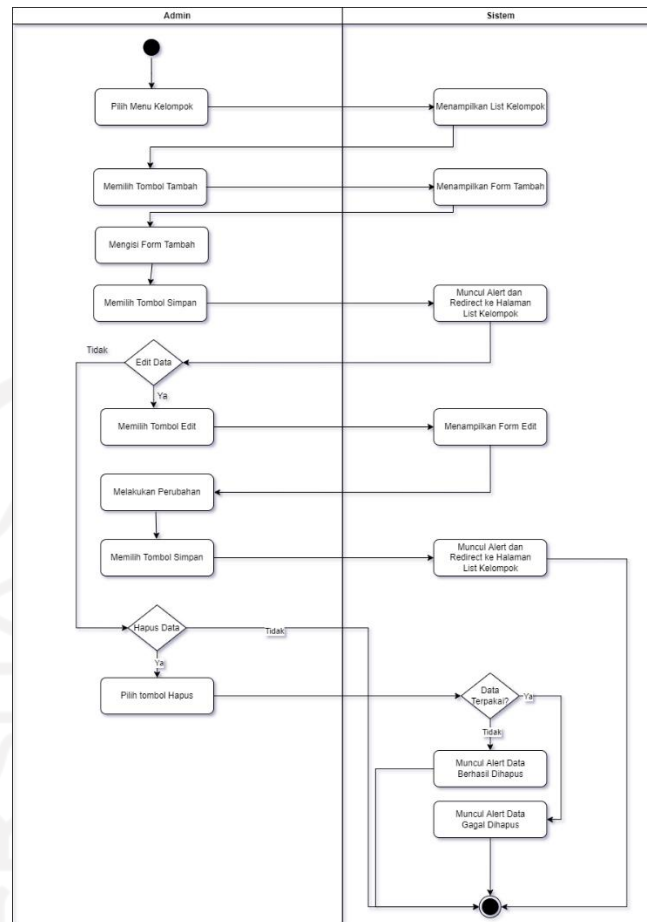 Admin
Sistem
Pilih Menu Kelompok
Menampilkan List Kelompok
Memilih Tombol Tambah
Menampilkan Form Tambah
Mengisi Form Tambah
Memilih Tombol Simpan
Muncul Alert dan
Redirect ke Halaman
List Kelompok
Tidak
Edit Data
Ya
Memilih Tombol Edit
Menampilkan Form Edit
Melakukan Perubahan
Memilih Tombol Simpan
Muncul Alert dan
Redirect ke Halaman
List Kelompok
Hapus Data
Tidak
Ya
Pilih tombol Hapus
Data
Terpakai?
Ya
Tidak
Muncul Alert Data
Berhasil Dihapus
Muncul Alert Data
Gagal Dihapus